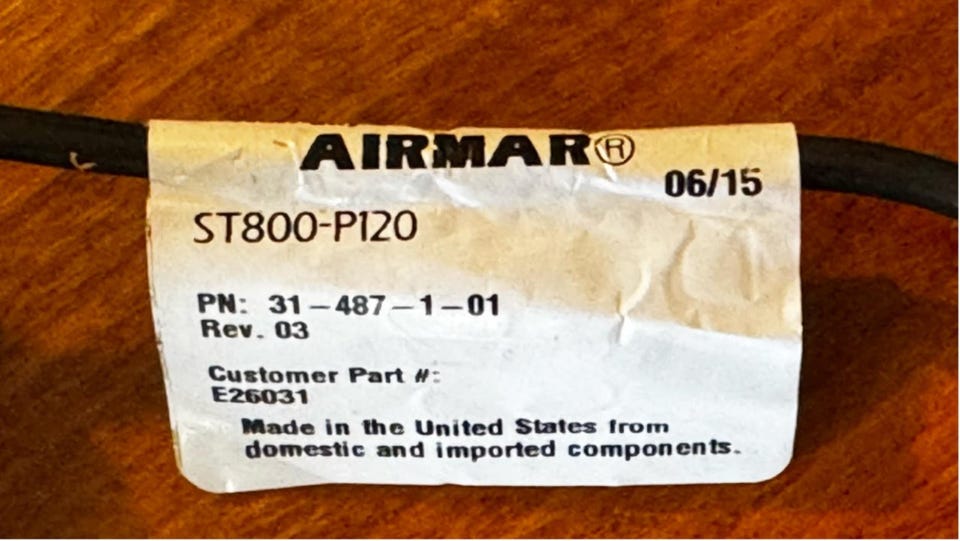 AIRMAR®
06/15
ST800-P120
PN: 31-487-1-01
Rev. 03
Customer Part #:
E26031
Made in the United States from
domestic and imported components.